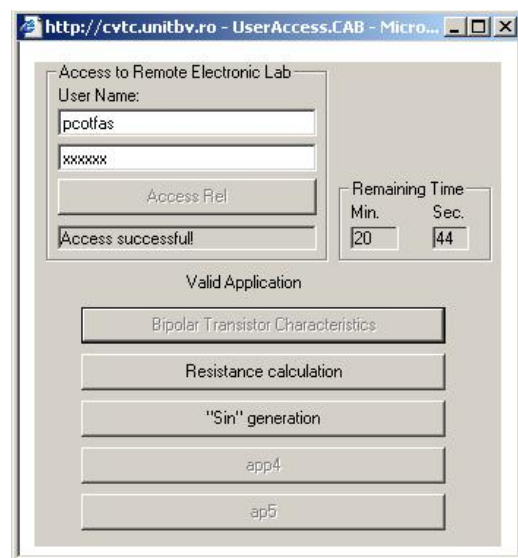 http://cvtc.unitbv.ro - UserAccess.CAB - Micro...
Access to Remote Electronic Lab
User Name:
pcotfas
xxxxxx
Access Rel
Access successful!
Remaining Time
Min. Sec.
20 44
Valid Application
Bipolar Transistor Characteristics
Resistance calculation
"Sin" generation
app4
ap5